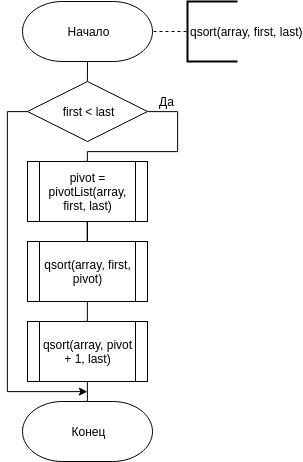 Начало
qsort(array, first, last)
first < last
Да
pivot =
pivotList(array,
first, last)
qsort(array, first,
pivot)
qsort(array, pivot
+ 1, last)
Конец